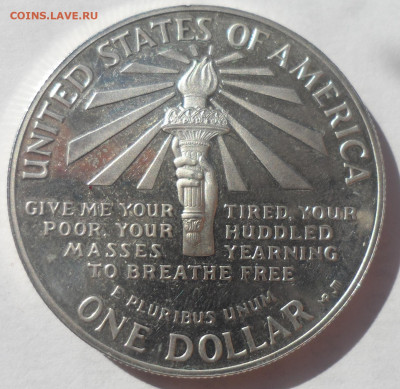 COINS.LAVE.RU
UNITED STATES OF AMERICA
GIVE ME YOUR TIRED, YOUR
POOR, YOUR HUDDLED
MASSES YEARNING
TO BREATHE FREE
E PLURIBUS UNUM
ONE DOLLAR